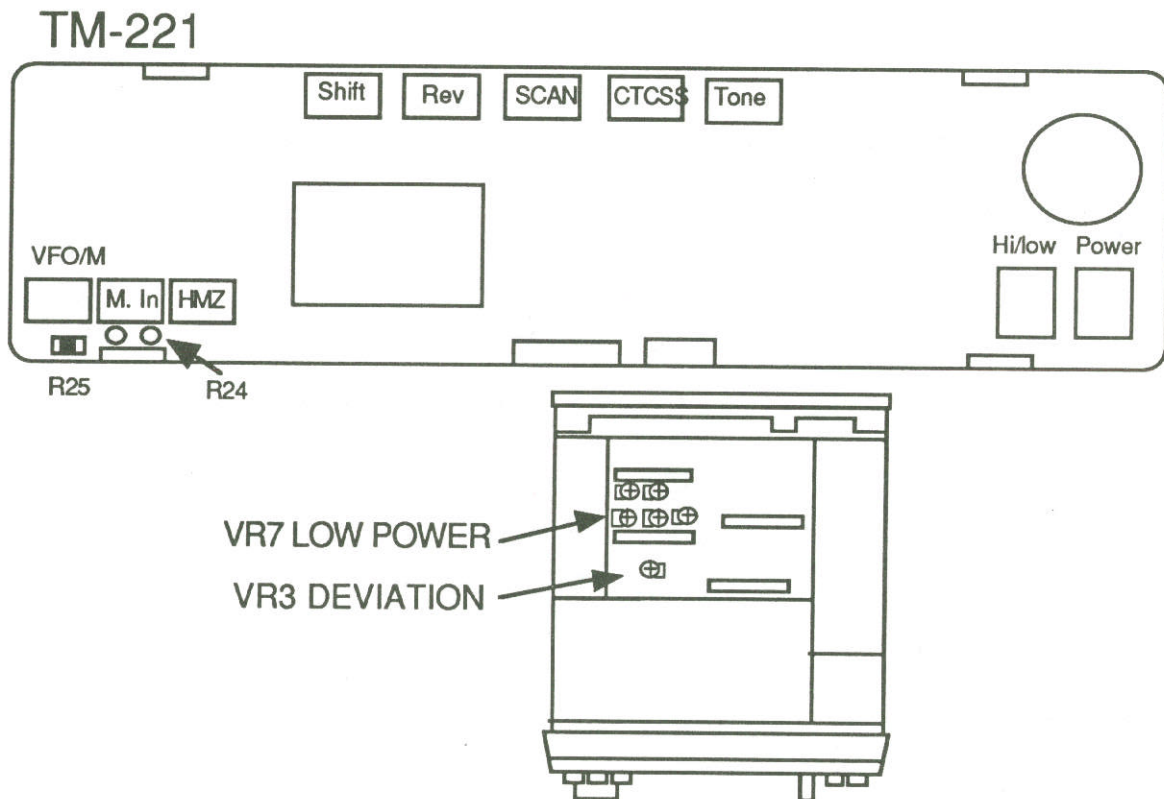 TM-221
Shift
Rev
SCAN
CTCSS
Tone
VFO/M
Hi/low
Power
M. In
HMZ
R25
R24
VR7 LOW POWER
VR3 DEVIATION